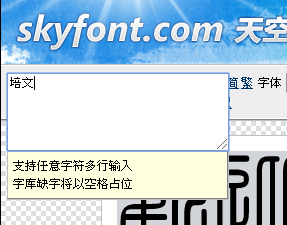 skyfont.com 天空
培文
简 繁 字体
支持任意字符多行输入
字库缺字将以空格占位